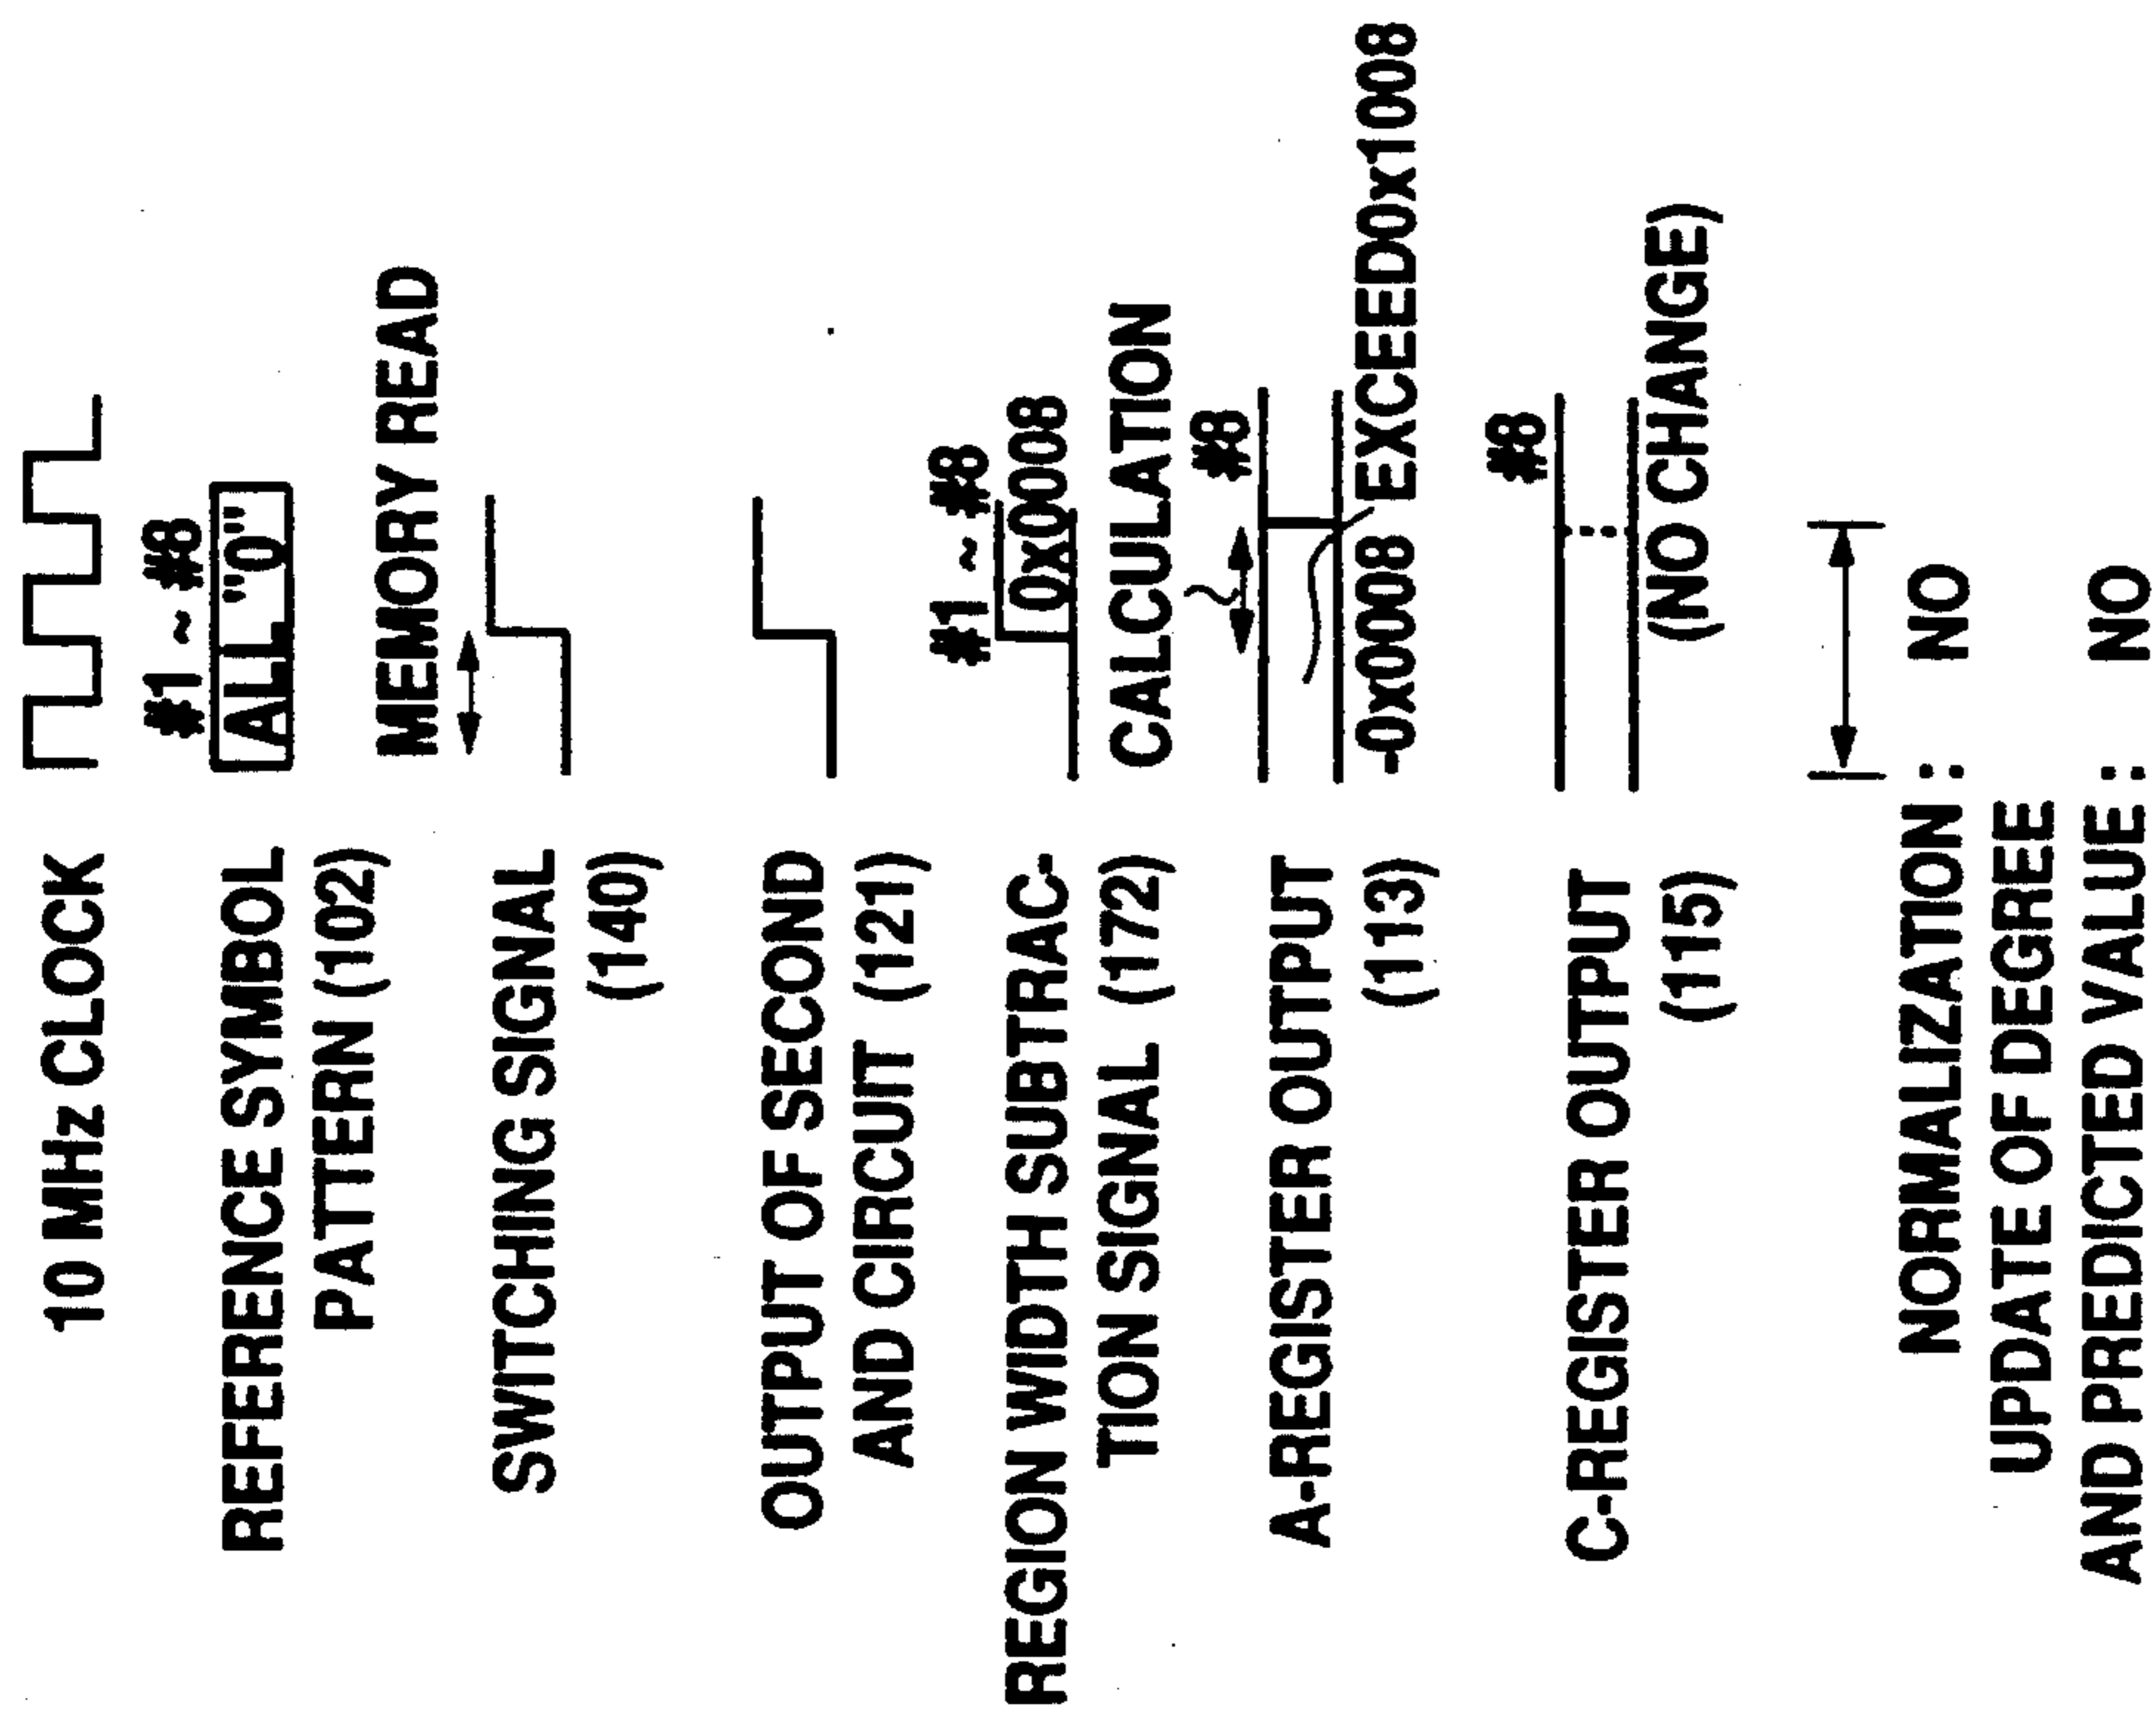 10 MHz CLOCK
#1 ~ #8
REFERENCE SYMBOL
PATTERN (102)
ALL "0"
MEMORY READ
SWITCHING SIGNAL
(140)
OUTPUT OF SECOND
AND CIRCUIT (121)
#1 ~ #8
REGION WIDTH SUBTRAC-
TION SIGNAL (172)
0x0008
CALCULATION
#8
A-REGISTER OUTPUT
(113)
-0x0008 EXCEED0x1008
#8
C-REGISTER OUTPUT
(115)
(NO CHANGE)
NORMALIZATION : NO
UPDATE OF DEGREE
AND PREDICTED VALUE : NO